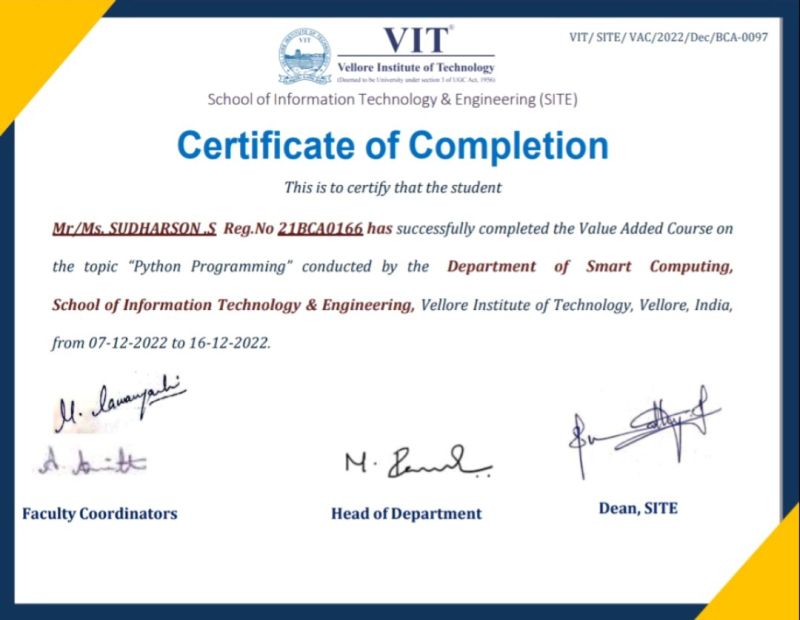 VIT/ SITE/ VAC/2022/Dec/BCA-0097
VIT®
Vellore Institute of Technology
(Deemed to be University under section 3 of UGC Act, 1956)
School of Information Technology & Engineering (SITE)
Certificate of Completion
This is to certify that the student
Mr/Ms. SUDHARSON .S Reg.No 21BCA0166 has successfully completed the Value Added Course on
the topic “Python Programming” conducted by the Department of Smart Computing,
School of Information Technology & Engineering, Vellore Institute of Technology, Vellore, India,
from 07-12-2022 to 16-12-2022.
Faculty Coordinators
Head of Department
Dean, SITE